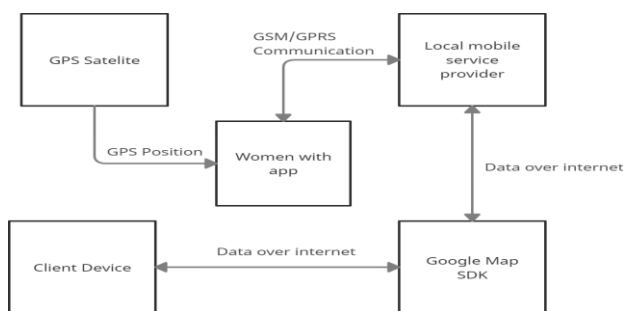 GPS Satelite
GSM/GPRS
Communication
Local mobile
service
provider
GPS Position
Women with
app
Data over internet
Client Device
Data over internet
Google Map
SDK